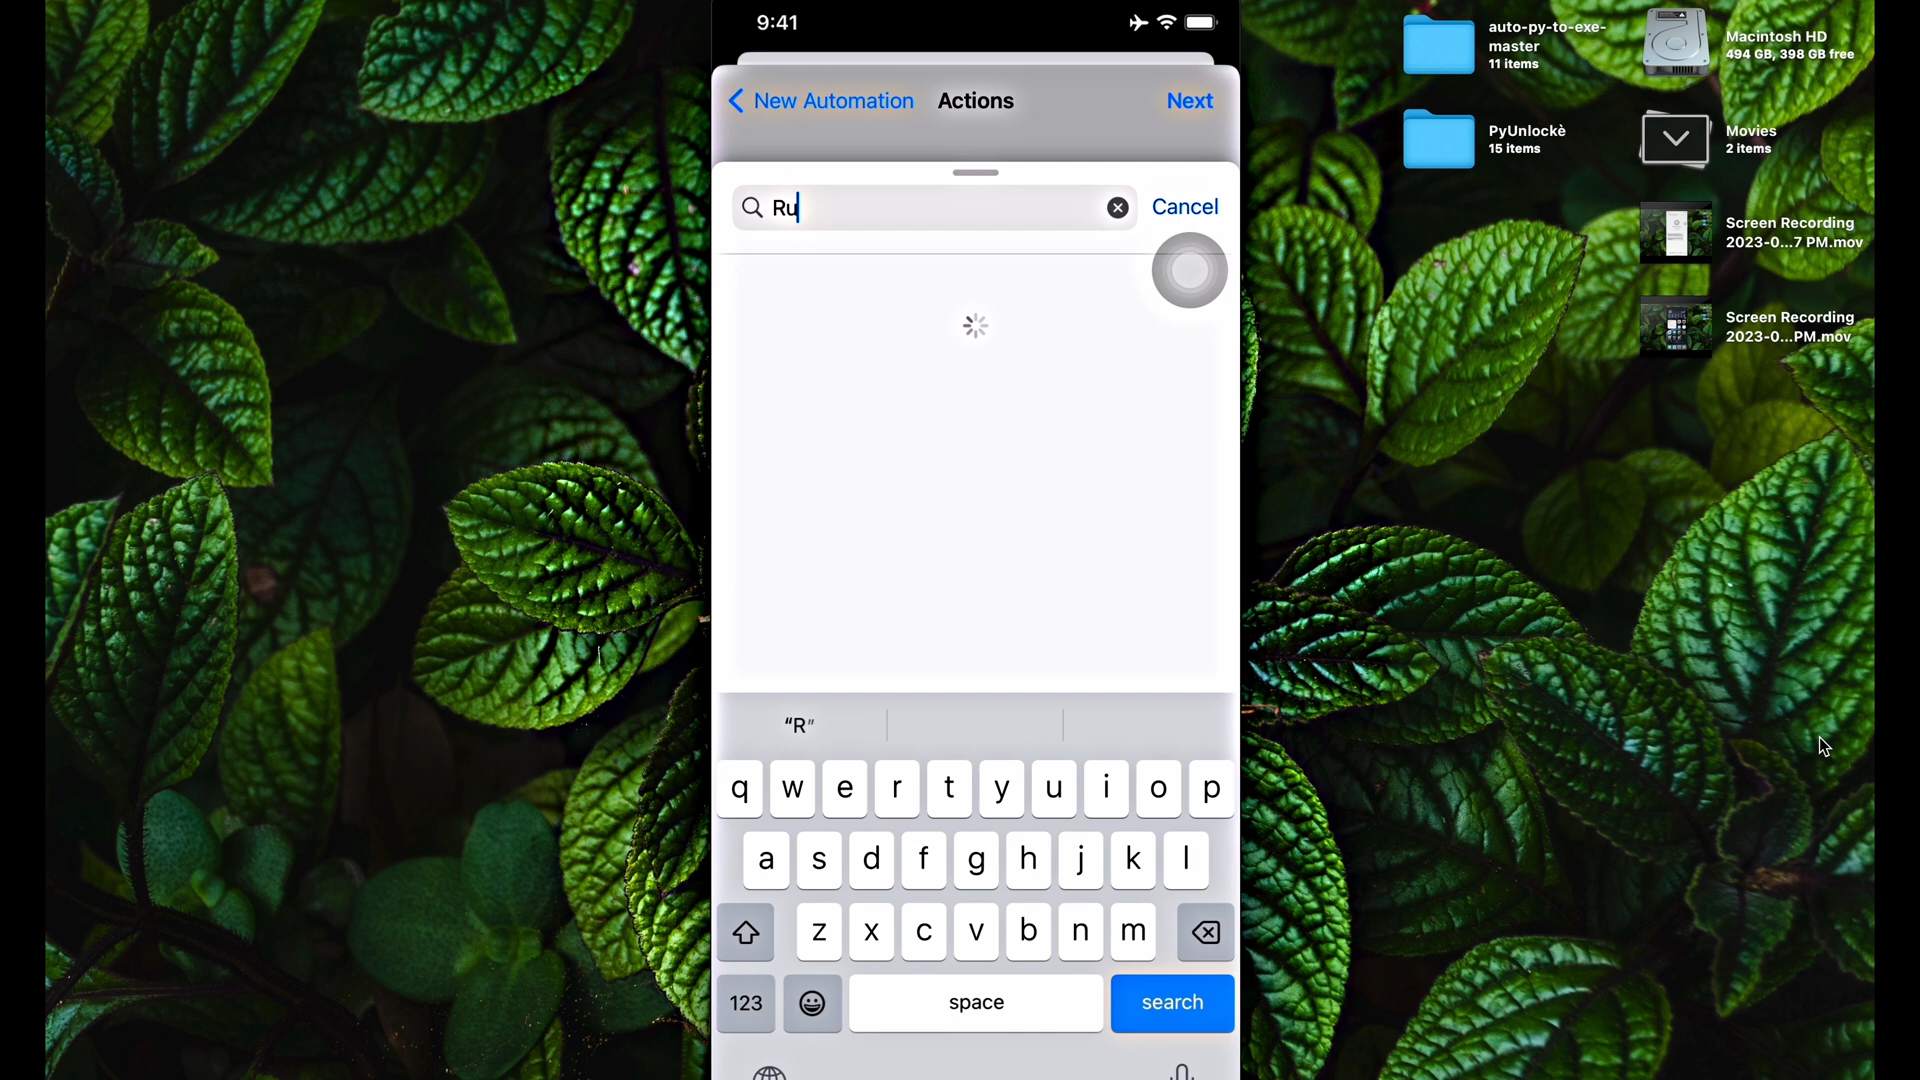 9:41
New Automation
Actions
Next
Ru
Cancel
“R”
q w e r t y u i o p
a s d f g h j k l
z x c v b n m
123
space
search
auto-py-to-exe-
master
11 items
Macintosh HD
494 GB, 398 GB free
PyUnlockè
15 items
Movies
2 items
Screen Recording
2023-0...7 PM.mov
Screen Recording
2023-0...PM.mov